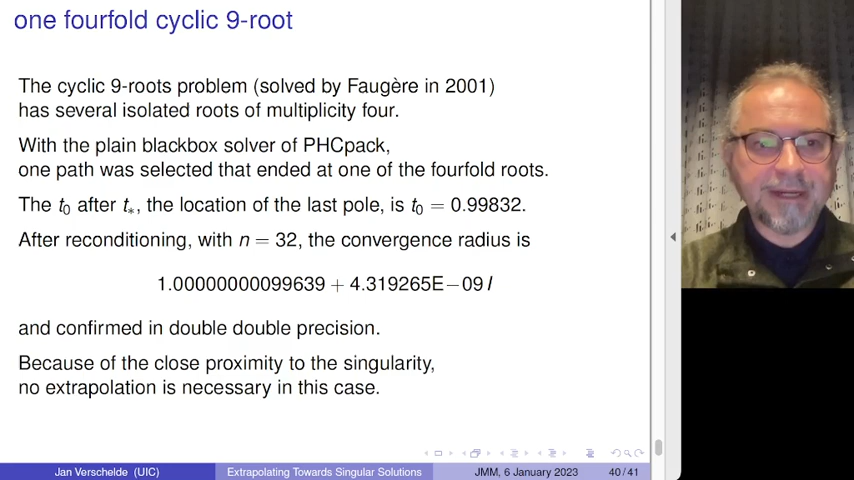 one fourfold cyclic 9-root
The cyclic 9-roots problem (solved by Faugère in 2001)
has several isolated roots of multiplicity four.
With the plain blackbox solver of PHCpack,
one path was selected that ended at one of the fourfold roots.
The t₀ after t∗, the location of the last pole, is t₀ = 0.99832.
After reconditioning, with n = 32, the convergence radius is
1.00000000099639 + 4.319265E−09 I
and confirmed in double double precision.
Because of the close proximity to the singularity,
no extrapolation is necessary in this case.
Jan Verschelde (UIC) Extrapolating Towards Singular Solutions JMM, 6 January 2023 40 / 41